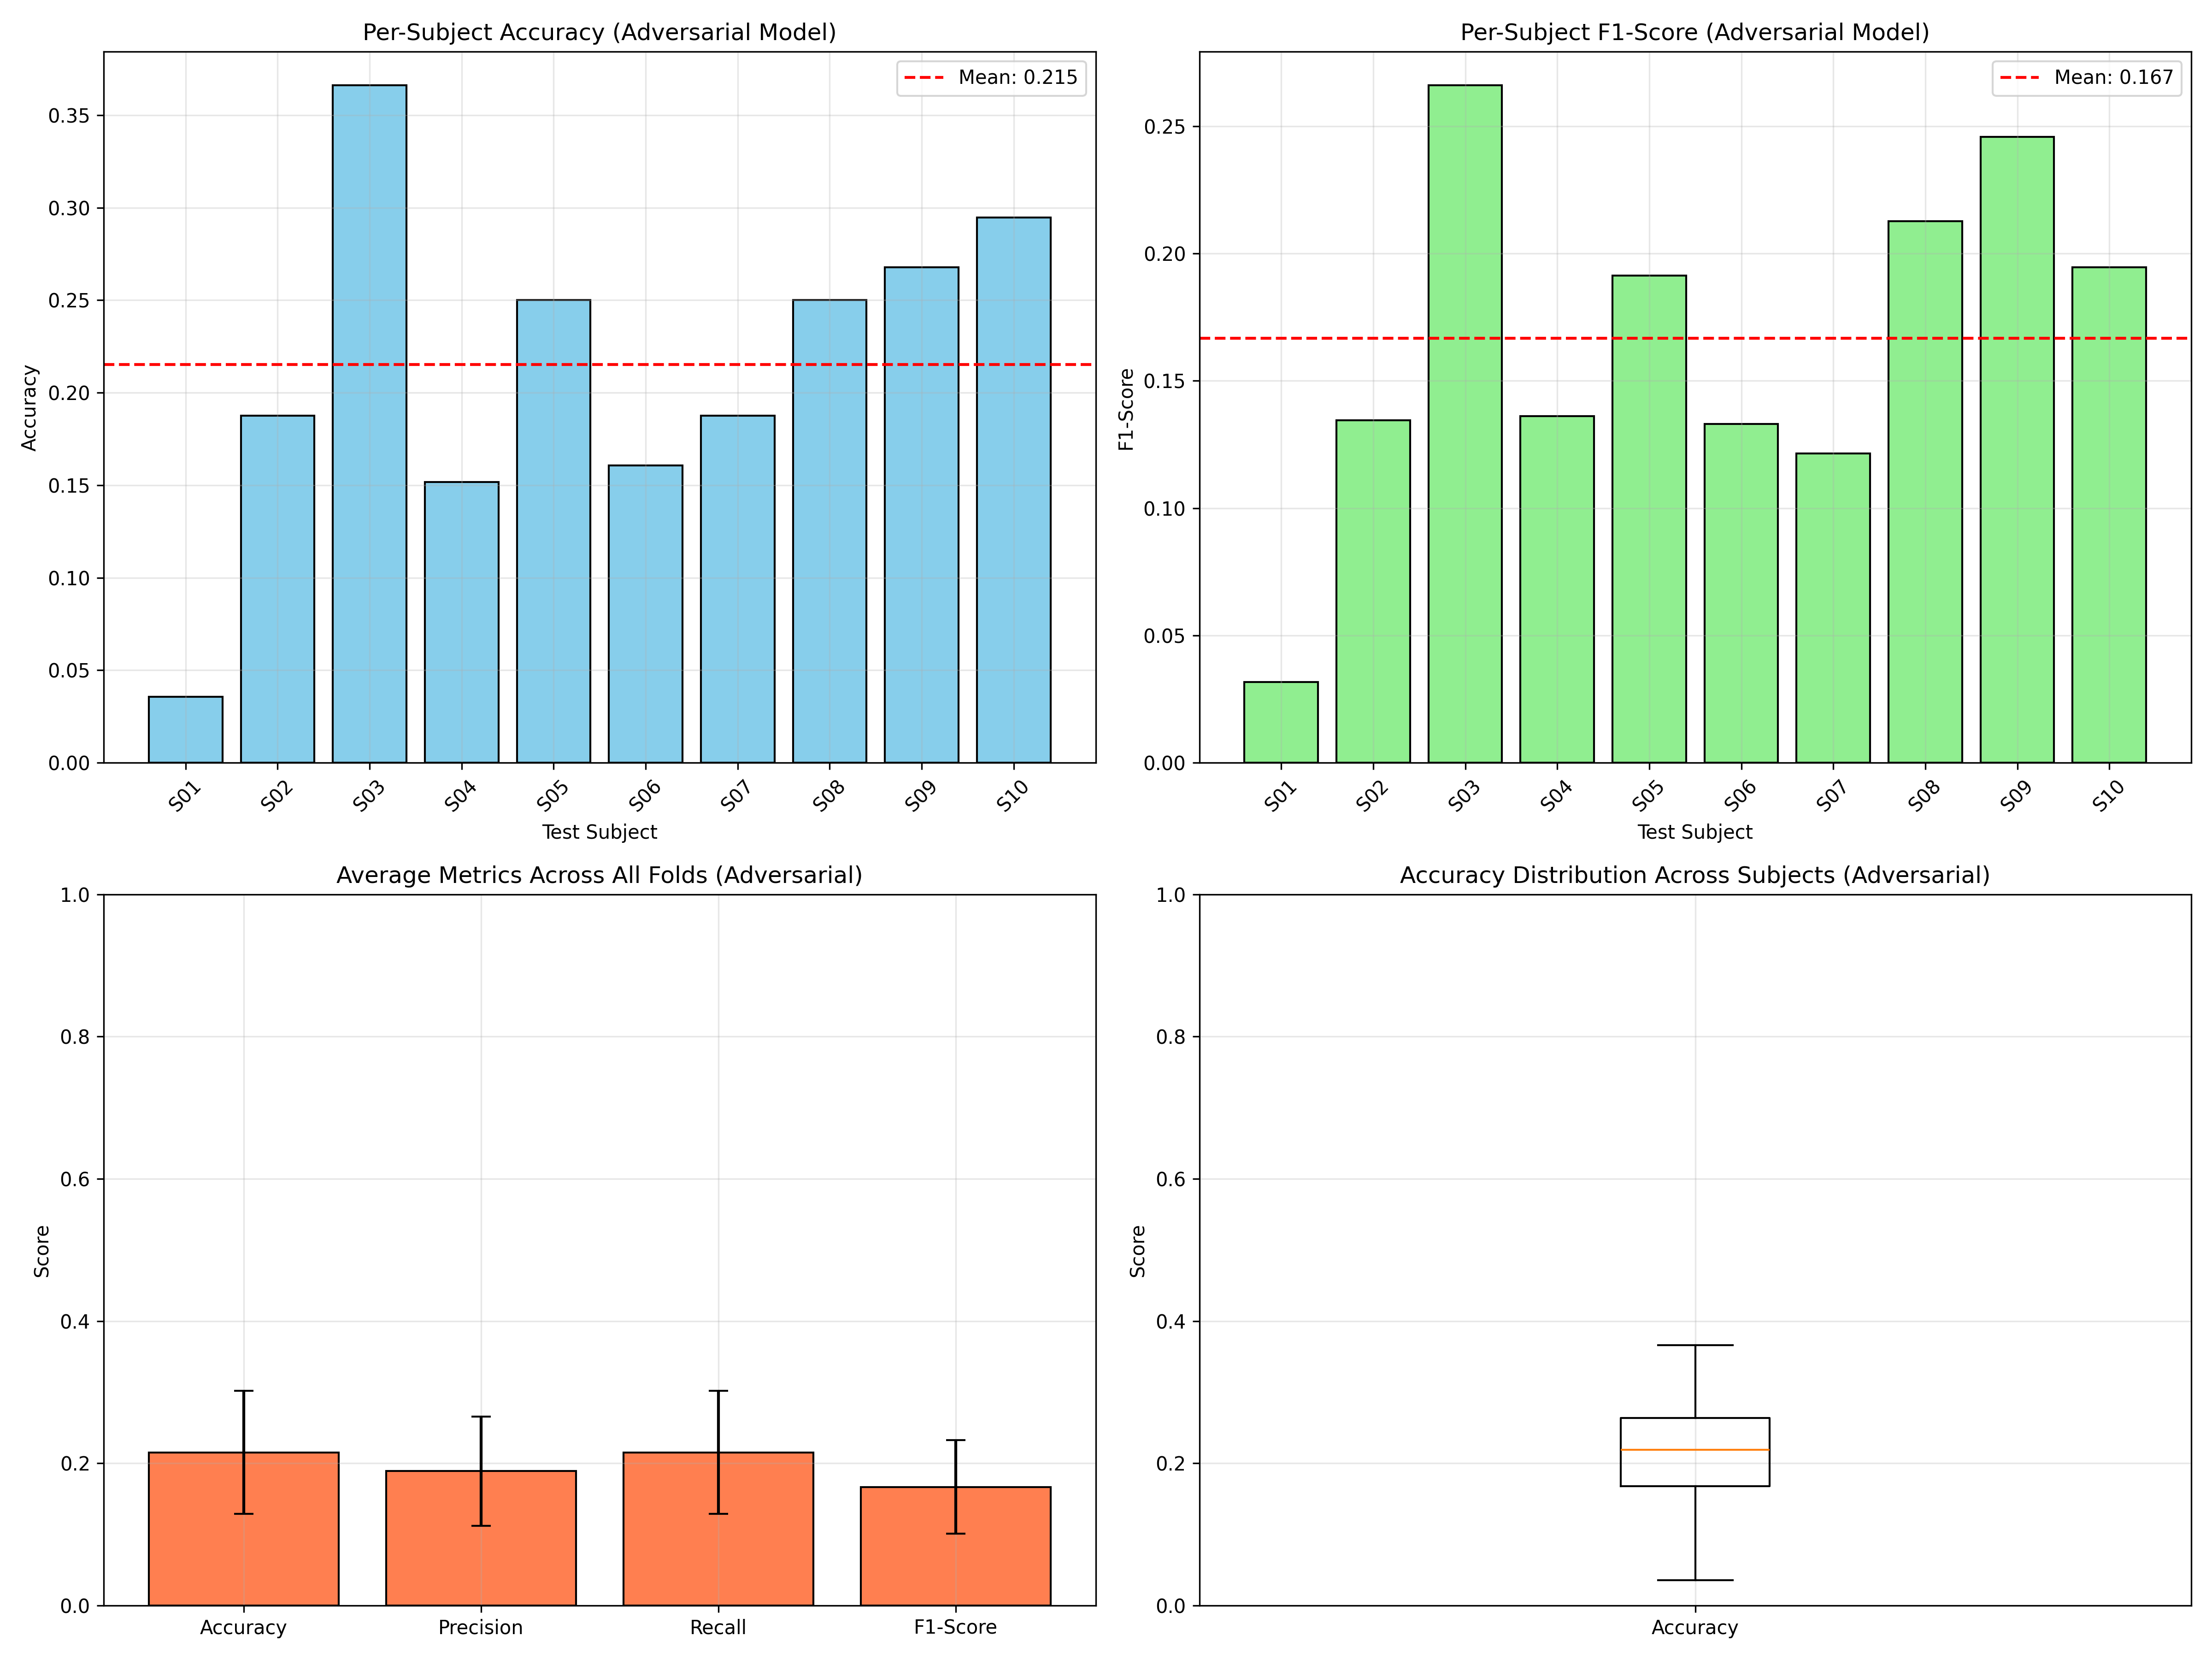 Per-Subject Accuracy (Adversarial Model)
Mean: 0.215
Accuracy
0.35
0.30
0.25
0.20
0.15
0.10
0.05
0.00
S01 S02 S03 S04 S05 S06 S07 S08 S09 S10
Test Subject
Per-Subject F1-Score (Adversarial Model)
Mean: 0.167
F1-Score
0.25
0.20
0.15
0.10
0.05
0.00
S01 S02 S03 S04 S05 S06 S07 S08 S09 S10
Test Subject
Average Metrics Across All Folds (Adversarial)
Score
1.0
0.8
0.6
0.4
0.2
0.0
Accuracy Precision Recall F1-Score
Accuracy Distribution Across Subjects (Adversarial)
Score
1.0
0.8
0.6
0.4
0.2
0.0
Accuracy